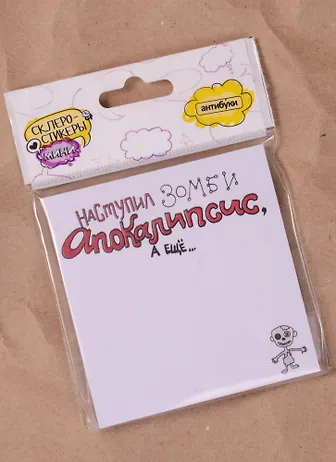 СКЛЕРО-
СТИКЕРЫ
МИНИ
антибуки
НАСТУПИЛ ЗОМБИ
АПОКАЛИПСИС,
А ЕЩЁ...